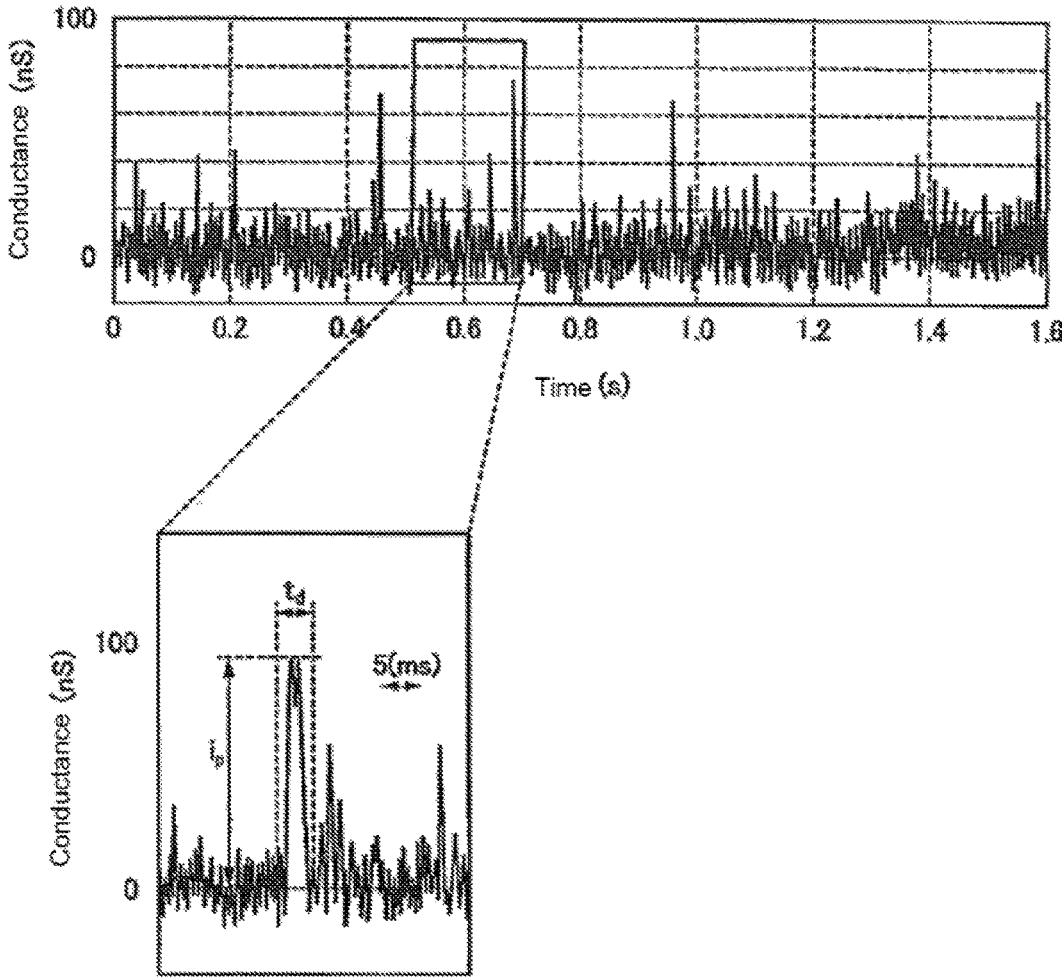 Conductance (nS)
100
0
0 0.2 0.4 0.6 0.8 1.0 1.2 1.4 1.6
Time (s)
Conductance (nS)
100
0
t_d
5(ms)
i_p